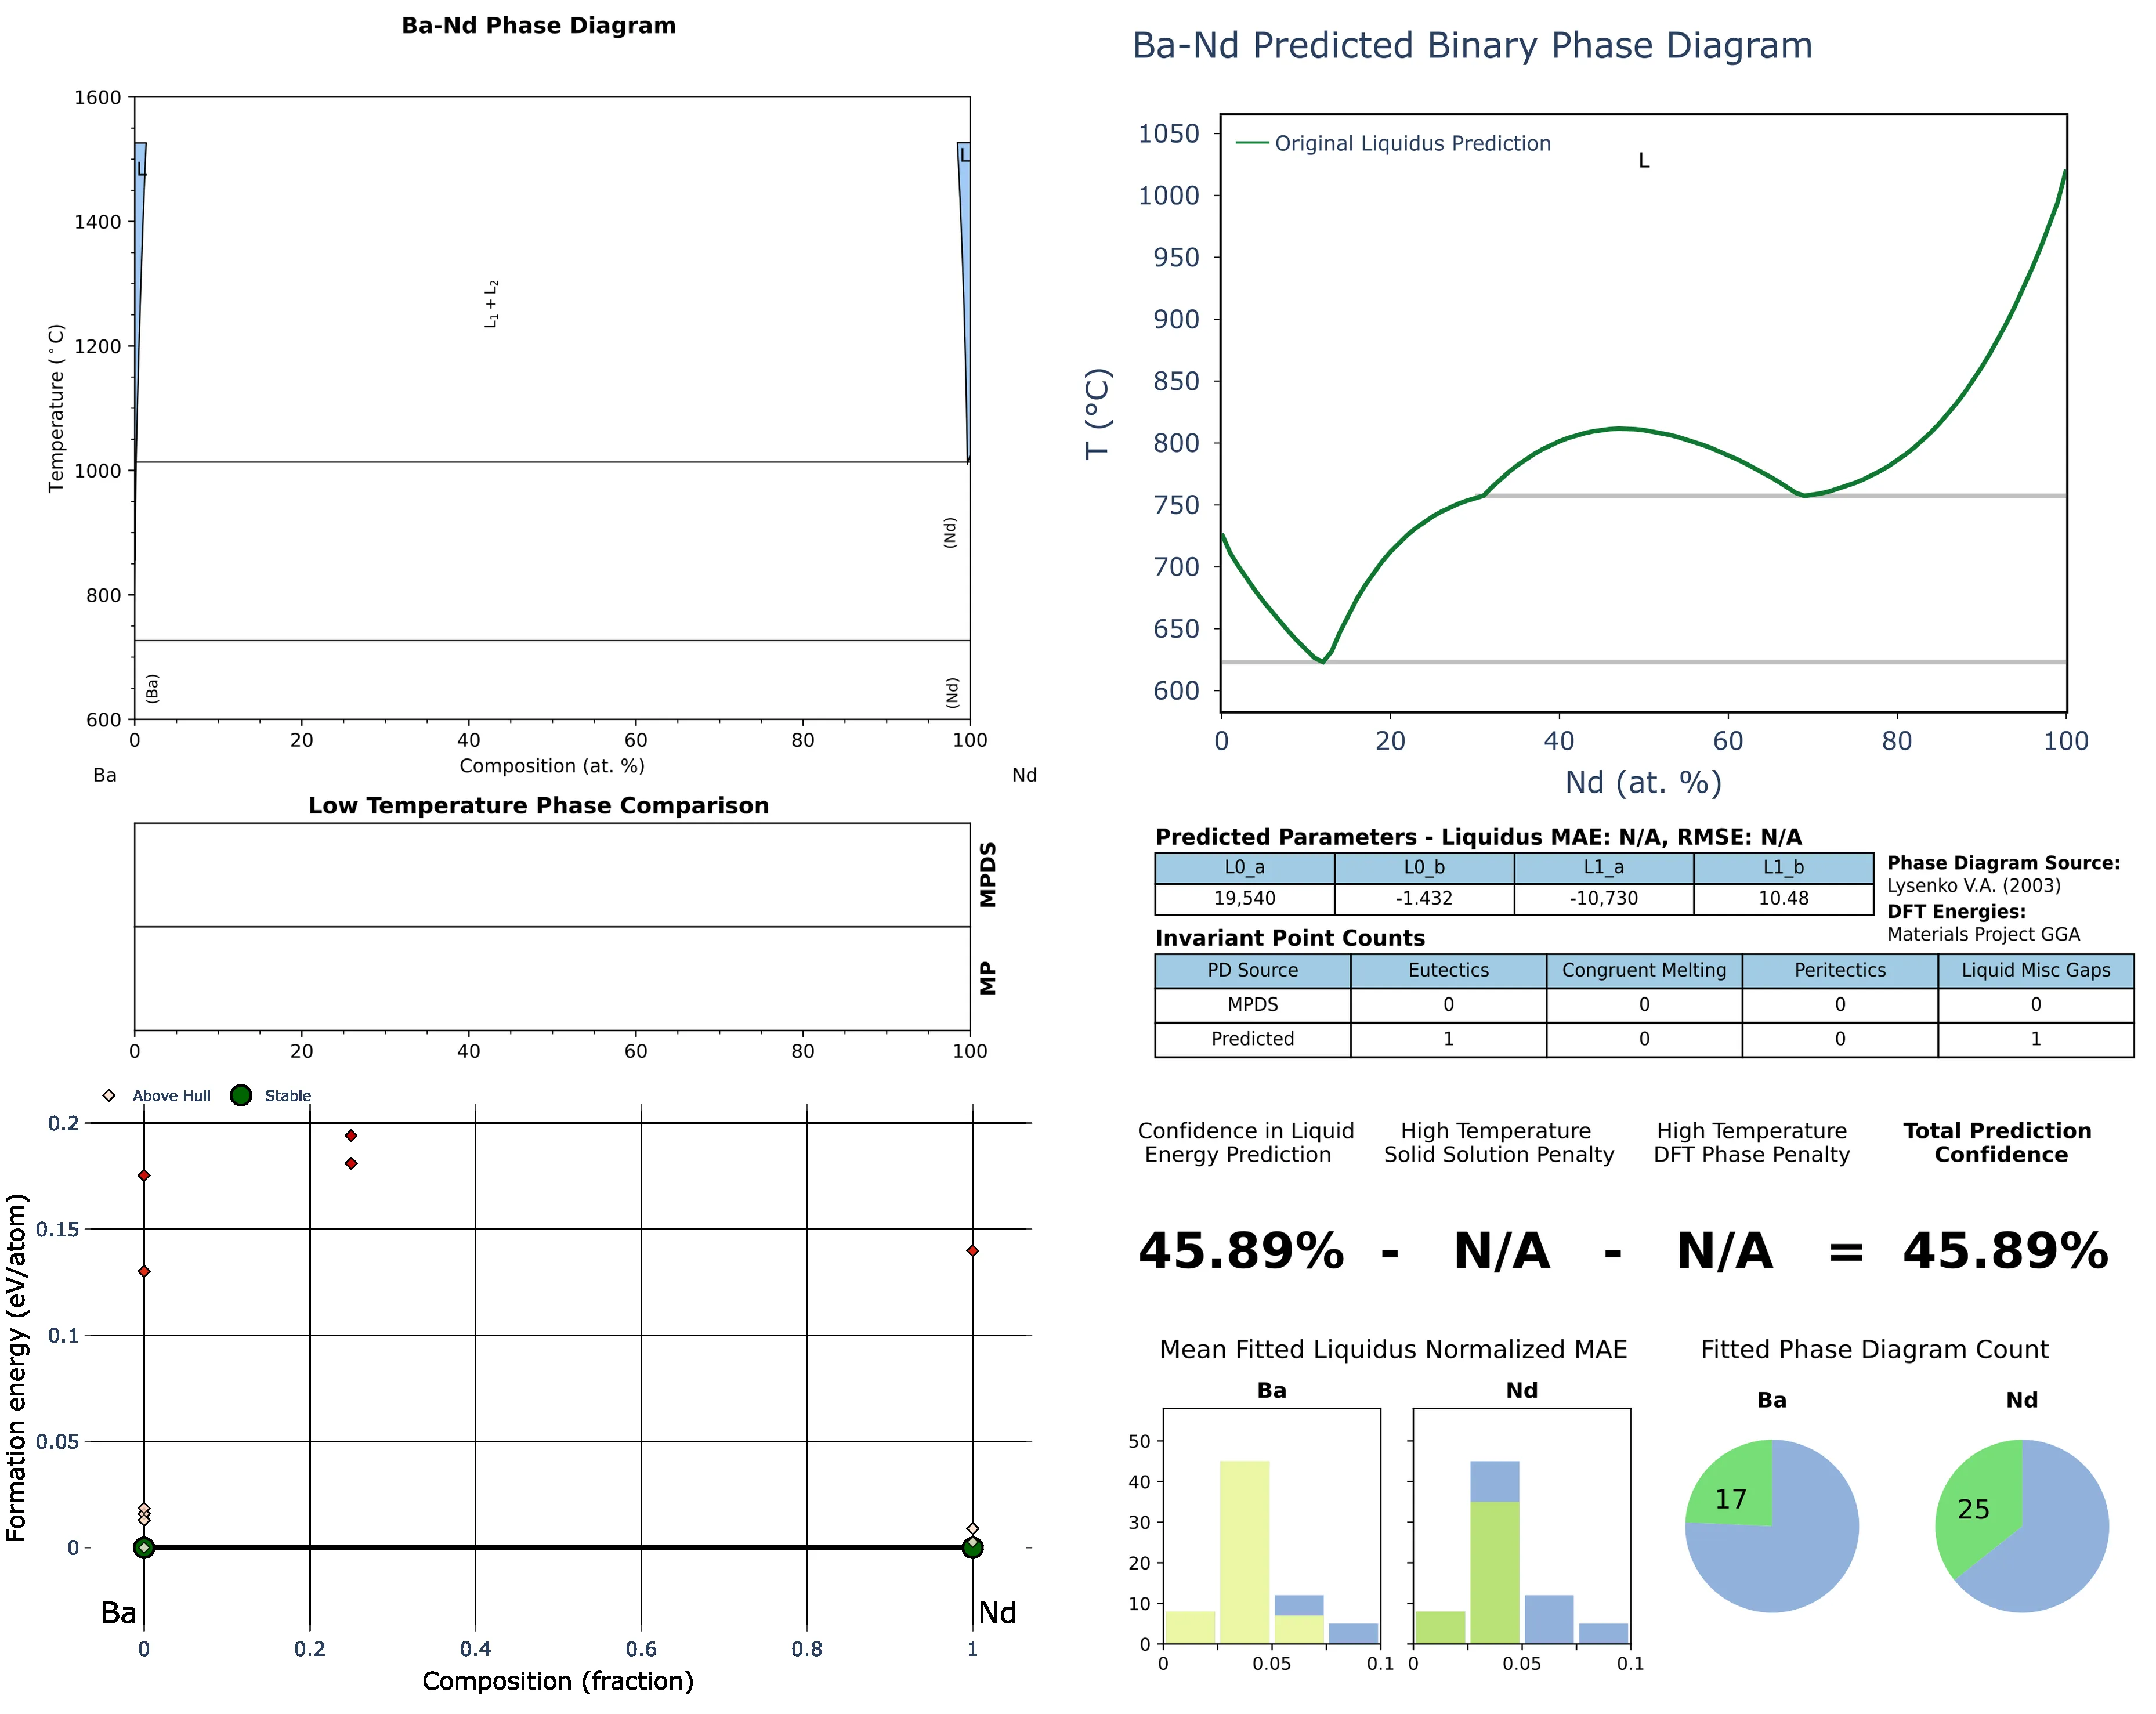 Ba-Nd Phase Diagram
1600
1400
1200
1000
800
600
Temperature (°C)
L
L
L₁ + L₂
(Nd)
(Ba)
(Nd)
0 20 40 60 80 100
Composition (at. %)
Ba Nd
Low Temperature Phase Comparison
MPDS
MP
0 20 40 60 80 100
Above Hull Stable
0.2
0.15
0.1
0.05
0
Formation energy (eV/atom)
Ba Nd
0 0.2 0.4 0.6 0.8 1
Composition (fraction)
Ba-Nd Predicted Binary Phase Diagram
Original Liquidus Prediction
L
1050
1000
950
900
850
800
750
700
650
600
T (°C)
0 20 40 60 80 100
Nd (at. %)
Predicted Parameters - Liquidus MAE: N/A, RMSE: N/A
L0_a L0_b L1_a L1_b
19,540 -1.432 -10,730 10.48
Phase Diagram Source:
Lysenko V.A. (2003)
DFT Energies:
Materials Project GGA
Invariant Point Counts
PD Source Eutectics Congruent Melting Peritectics Liquid Misc Gaps
MPDS 0 0 0 0
Predicted 1 0 0 1
Confidence in Liquid
Energy Prediction
High Temperature
Solid Solution Penalty
High Temperature
DFT Phase Penalty
Total Prediction
Confidence
45.89% - N/A - N/A = 45.89%
Mean Fitted Liquidus Normalized MAE
Ba Nd
50
40
30
20
10
0
0 0.05 0.1 0 0.05 0.1
Fitted Phase Diagram Count
Ba Nd
17 25